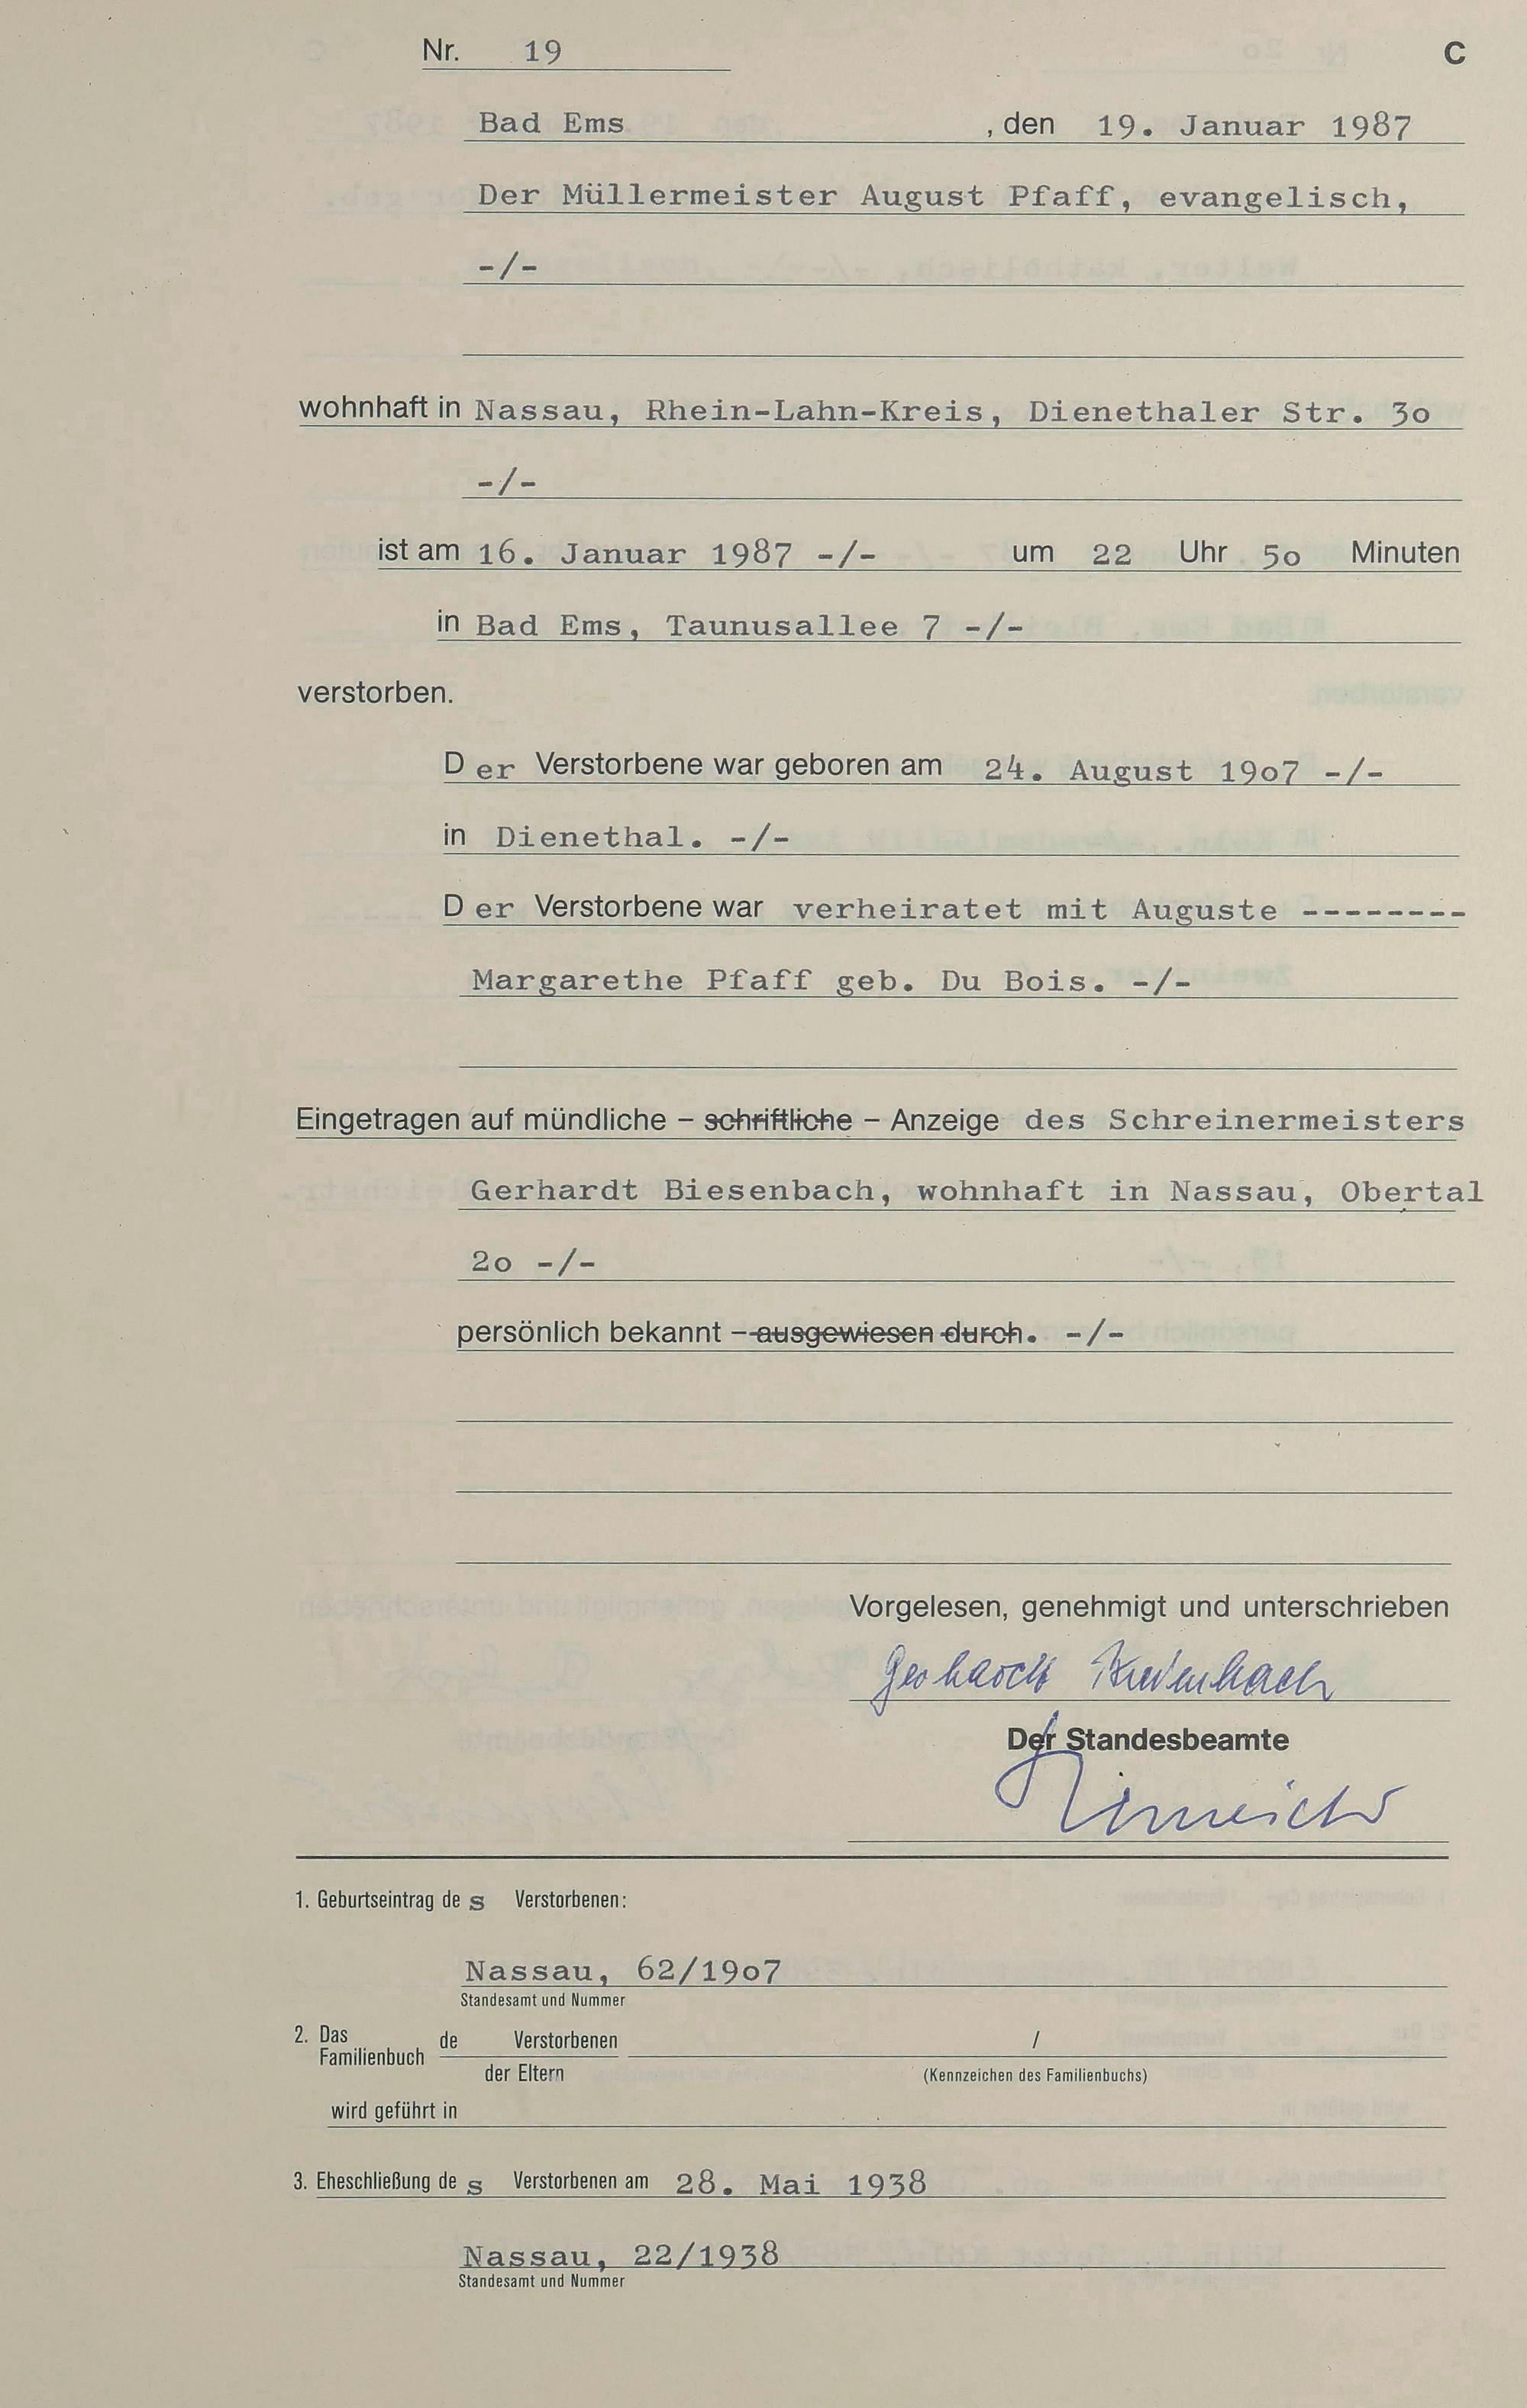 Nr. 19 C
Bad Ems , den 19. Januar 1987
Der Müllermeister August Pfaff, evangelisch,
-/-
wohnhaft in Nassau, Rhein-Lahn-Kreis, Dienethaler Str. 3o
-/-
ist am 16. Januar 1987 -/- um 22 Uhr 5o Minuten
in Bad Ems, Taunusallee 7 -/-
verstorben.
D er Verstorbene war geboren am 24. August 19o7 -/-
in Dienethal. -/-
D er Verstorbene war verheiratet mit Auguste --------
Margarethe Pfaff geb. Du Bois. -/-
Eingetragen auf mündliche – schriftliche – Anzeige des Schreinermeisters
Gerhardt Biesenbach, wohnhaft in Nassau, Obertal
2o -/-
persönlich bekannt – ausgewiesen durch. -/-
Vorgelesen, genehmigt und unterschrieben
Gerhardt Biesenbach
Der Standesbeamte
1. Geburtseintrag de s Verstorbenen:
Nassau, 62/19o7
Standesamt und Nummer
2. Das Familienbuch de Verstorbenen /
der Eltern (Kennzeichen des Familienbuchs)
wird geführt in
3. Eheschließung de s Verstorbenen am 28. Mai 1938
Nassau, 22/1938
Standesamt und Nummer